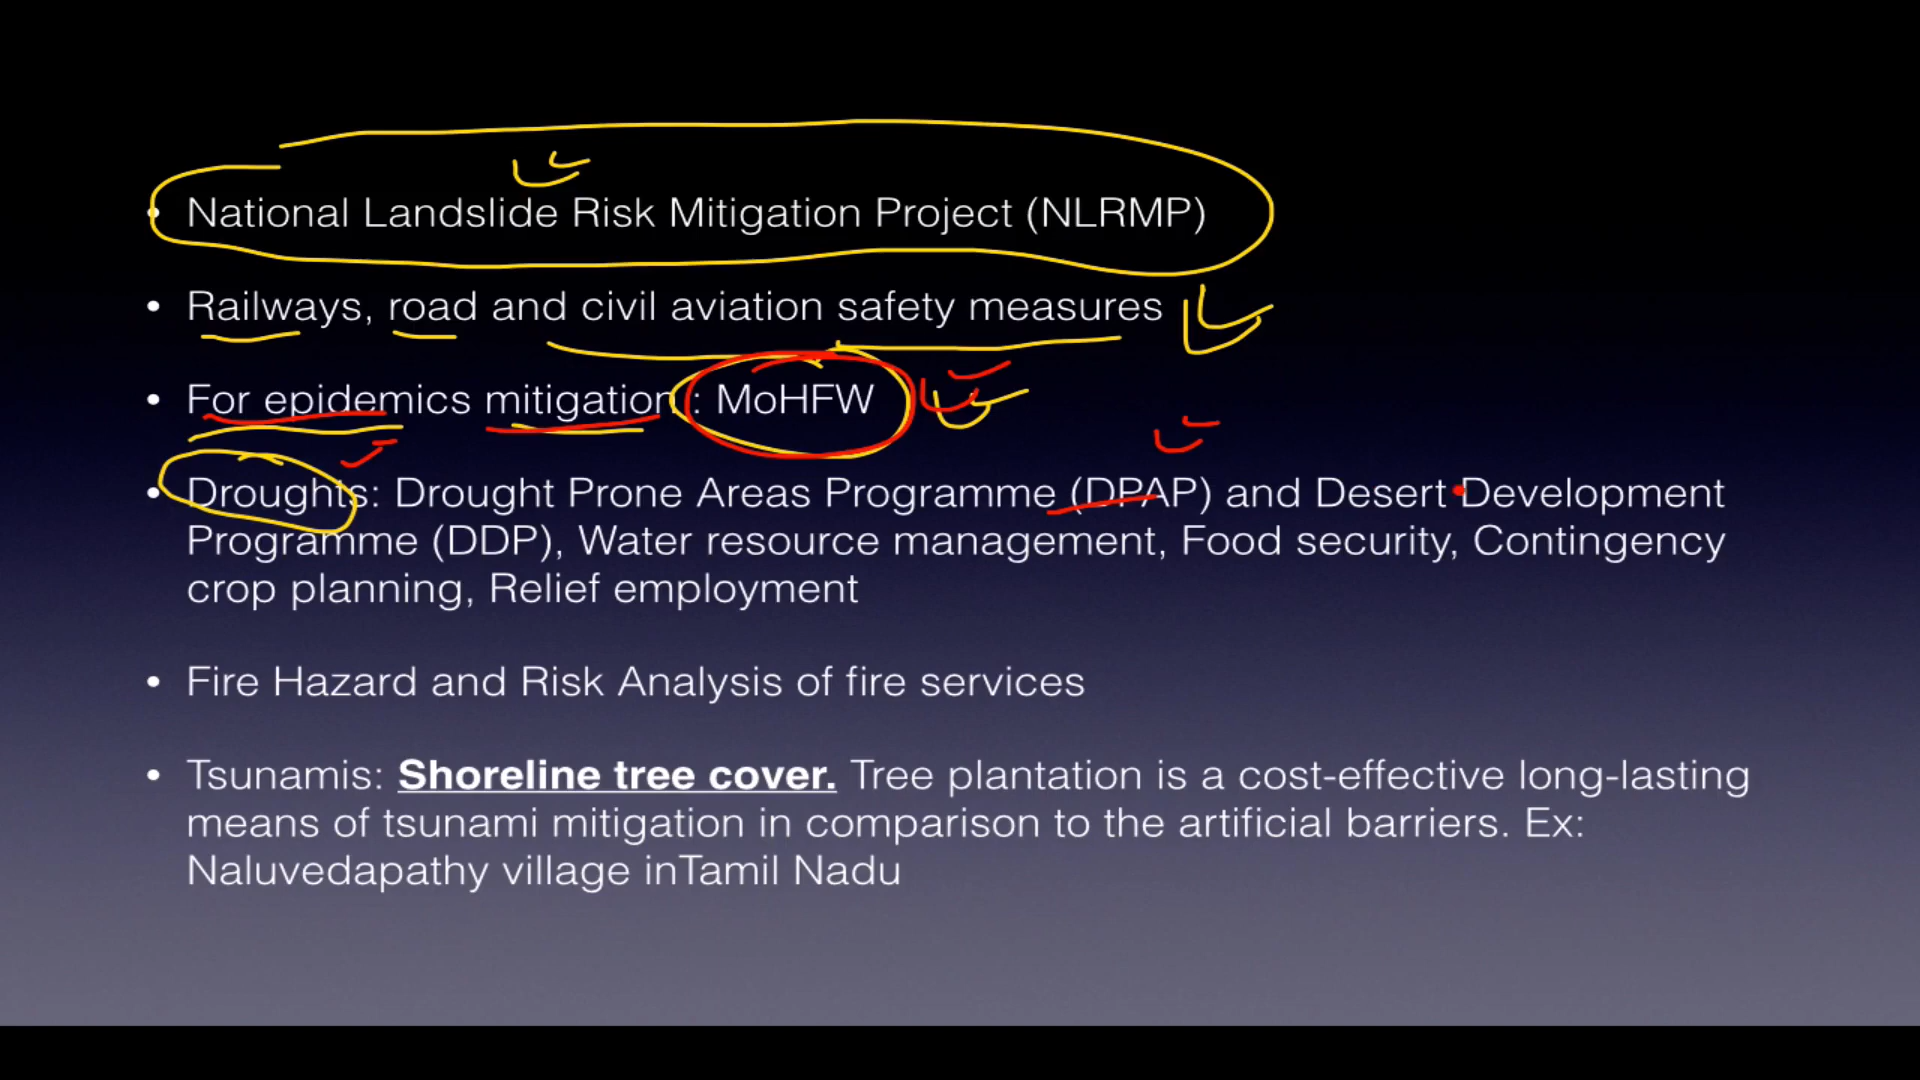 • National Landslide Risk Mitigation Project (NLRMP)
• Railways, road and civil aviation safety measures
• For epidemics mitigation : MoHFW
• Droughts: Drought Prone Areas Programme (DPAP) and Desert Development
Programme (DDP), Water resource management, Food security, Contingency
crop planning, Relief employment
• Fire Hazard and Risk Analysis of fire services
• Tsunamis: Shoreline tree cover. Tree plantation is a cost-effective long-lasting
means of tsunami mitigation in comparison to the artificial barriers. Ex:
Naluvedapathy village inTamil Nadu